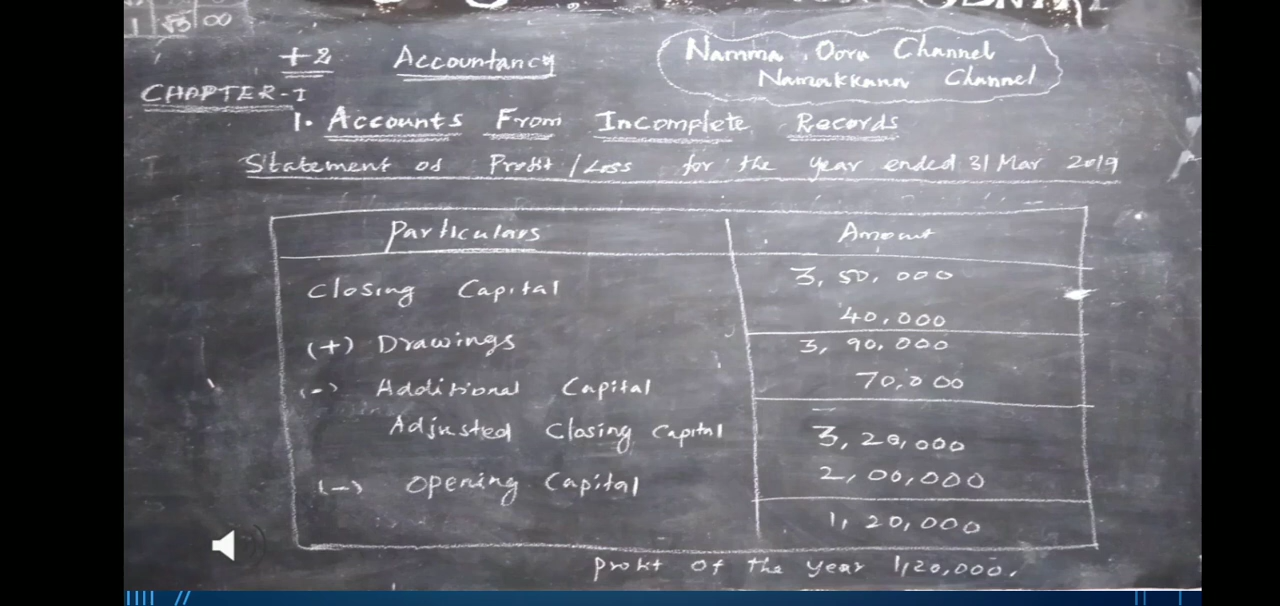 1 √3 ∞
+2 Accountancy
Namma Ooru Channel
Namakkaann Channel
CHAPTER-I
1. Accounts From Incomplete Records
Statement of Profit / Loss for the year ended 31 Mar 2019
Particulars Amount
Closing Capital 3,50,000
(+) Drawings 40,000
3,90,000
(-) Additional Capital 70,000
Adjusted Closing Capital 3,20,000
(-) Opening Capital 2,00,000
1,20,000
Profit of the year 1,20,000.